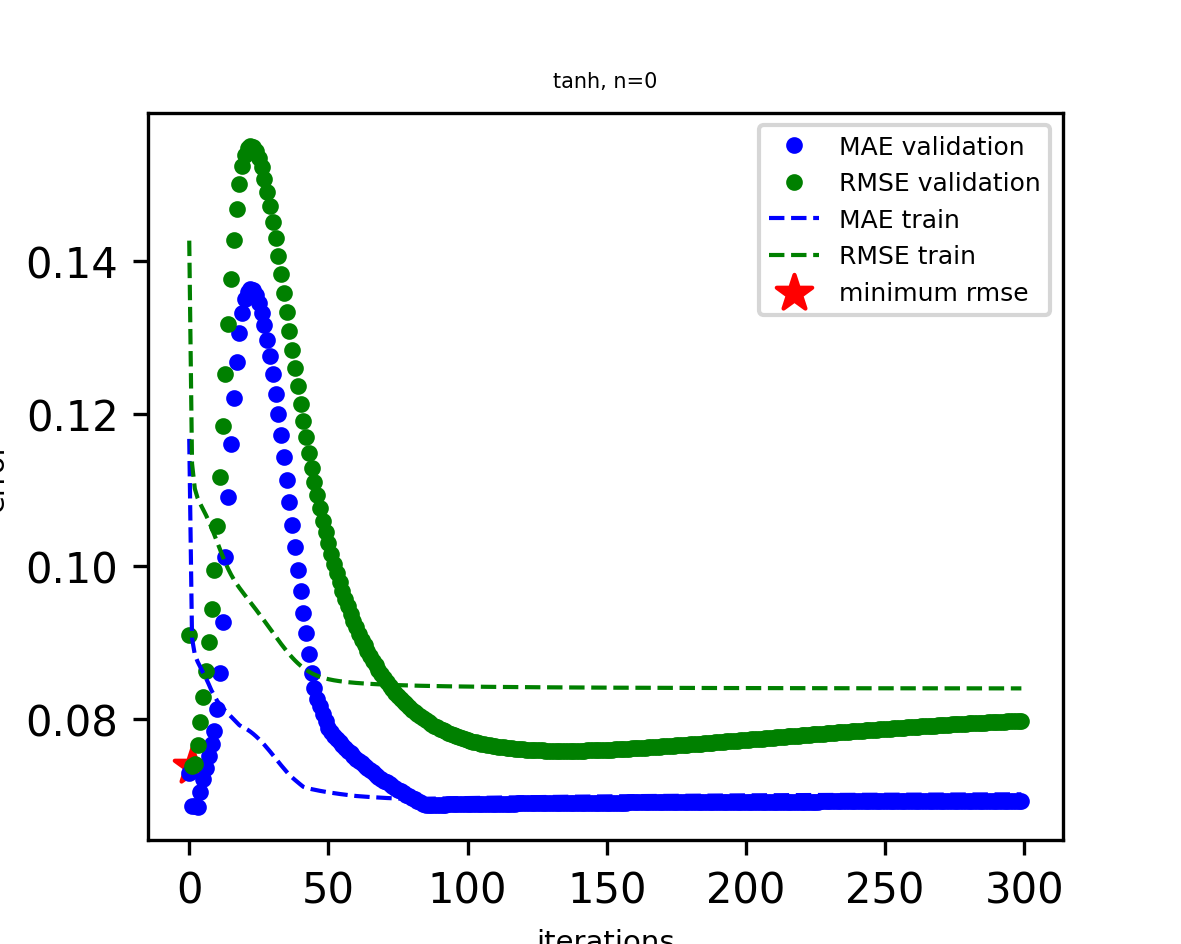 tanh, n=0
MAE validation
RMSE validation
MAE train
RMSE train
minimum rmse
0.14
0.12
0.10
0.08
error
0 50 100 150 200 250 300
iterations